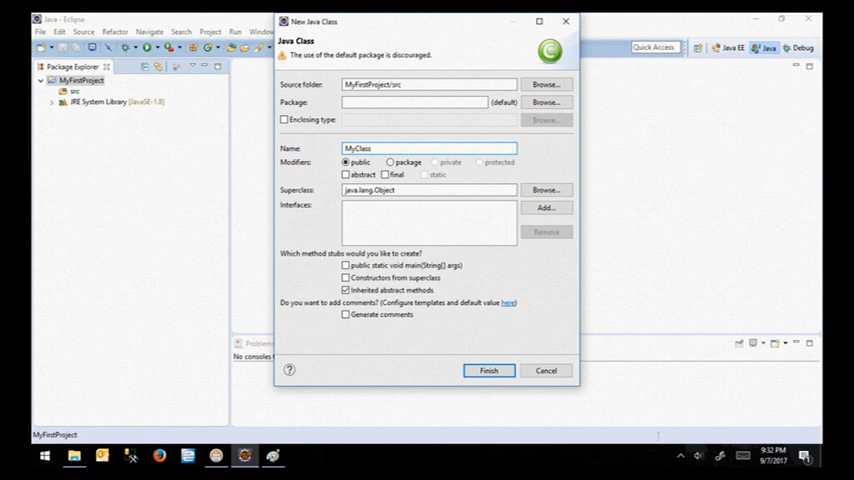 Java - Eclipse
File Edit Source Refactor Navigate Search Project Run Window
Quick Access
Java EE
Java
Debug
Package Explorer
MyFirstProject
src
JRE System Library [JavaSE-1.8]
New Java Class
Java Class
The use of the default package is discouraged.
Source folder: MyFirstProject/src Browse...
Package: (default) Browse...
Enclosing type: Browse...
Name: MyClass
Modifiers: public package private protected
abstract final static
Superclass: java.lang.Object Browse...
Interfaces: Add...
Remove
Which method stubs would you like to create?
public static void main(String[] args)
Constructors from superclass
Inherited abstract methods
Do you want to add comments? (Configure templates and default value here)
Generate comments
Finish Cancel
Problems
No consoles
MyFirstProject
9:32 PM
9/7/2017